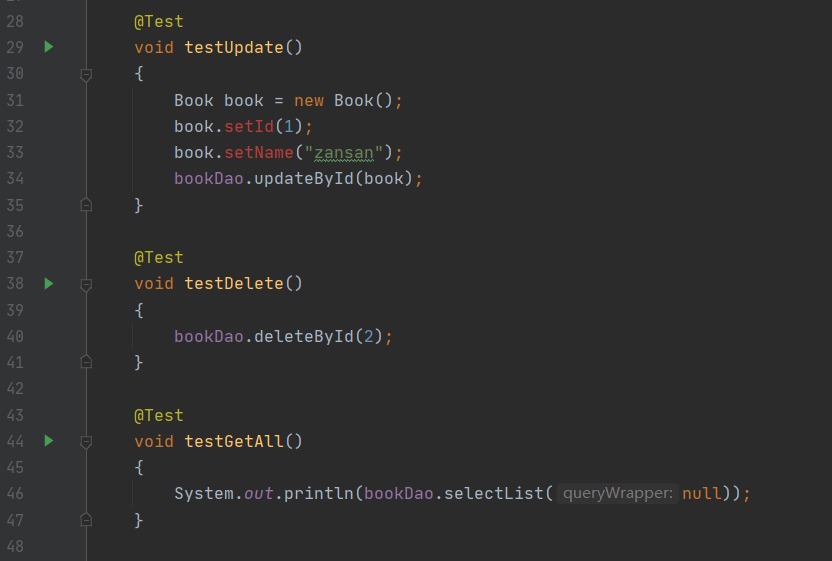 28 @Test
29 void testUpdate()
30 {
31 Book book = new Book();
32 book.setId(1);
33 book.setName("zansan");
34 bookDao.updateById(book);
35 }
36
37 @Test
38 void testDelete()
39 {
40 bookDao.deleteById(2);
41 }
42
43 @Test
44 void testGetAll()
45 {
46 System.out.println(bookDao.selectList( queryWrapper: null));
47 }
48